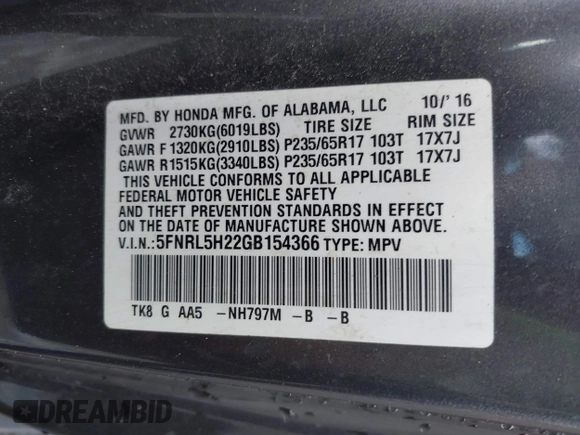 MFD. BY HONDA MFG. OF ALABAMA, LLC 10/'16
GVWR 2730KG(6019LBS) TIRE SIZE RIM SIZE
GAWR F 1320KG(2910LBS) P235/65R17 103T 17X7J
GAWR R1515KG(3340LBS) P235/65R17 103T 17X7J
THIS VEHICLE CONFORMS TO ALL APPLICABLE
FEDERAL MOTOR VEHICLE SAFETY
AND THEFT PREVENTION STANDARDS IN EFFECT
ON THE DATE OF MANUFACTURE SHOWN ABOVE.
V.I.N.:5FNRL5H22GB154366 TYPE: MPV
TK8 G AA5 -NH797M -B -B
DREAMBID